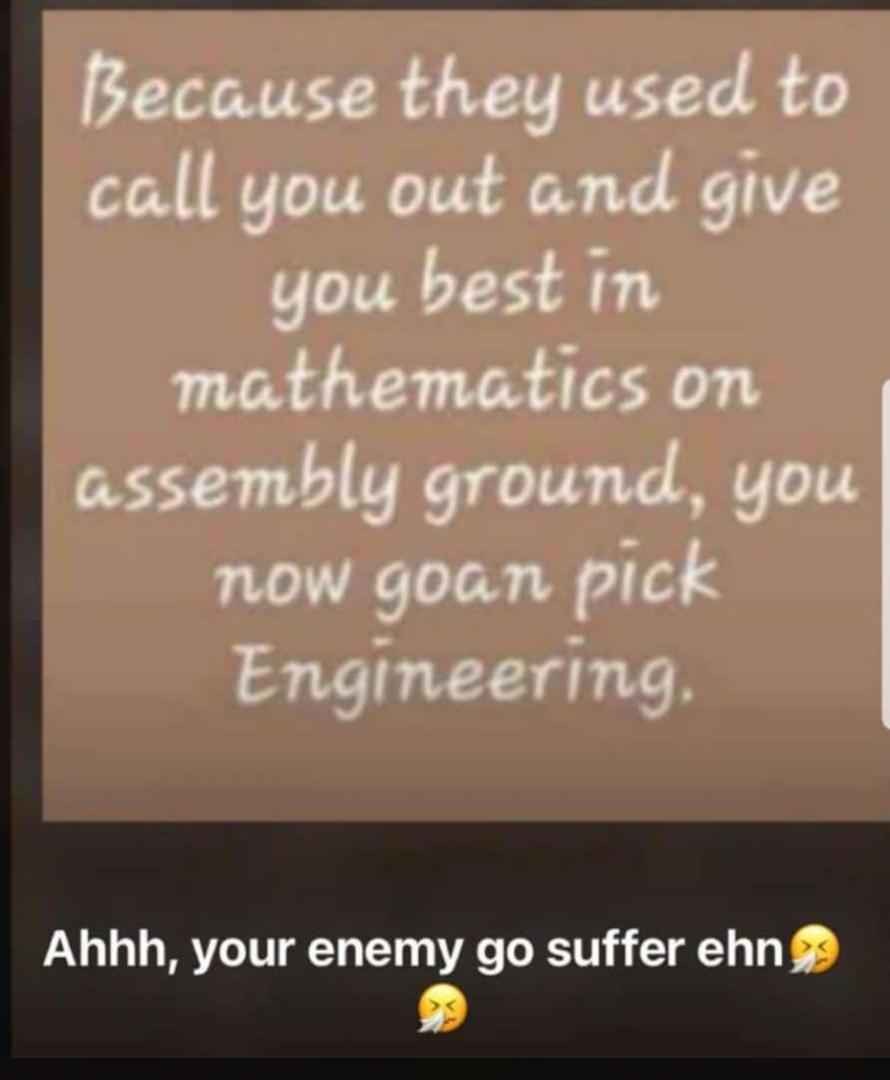 Because they used to
call you out and give
you best in
mathematics on
assembly ground, you
now goan pick
Engineering.
Ahhh, your enemy go suffer ehn🤧
🤧